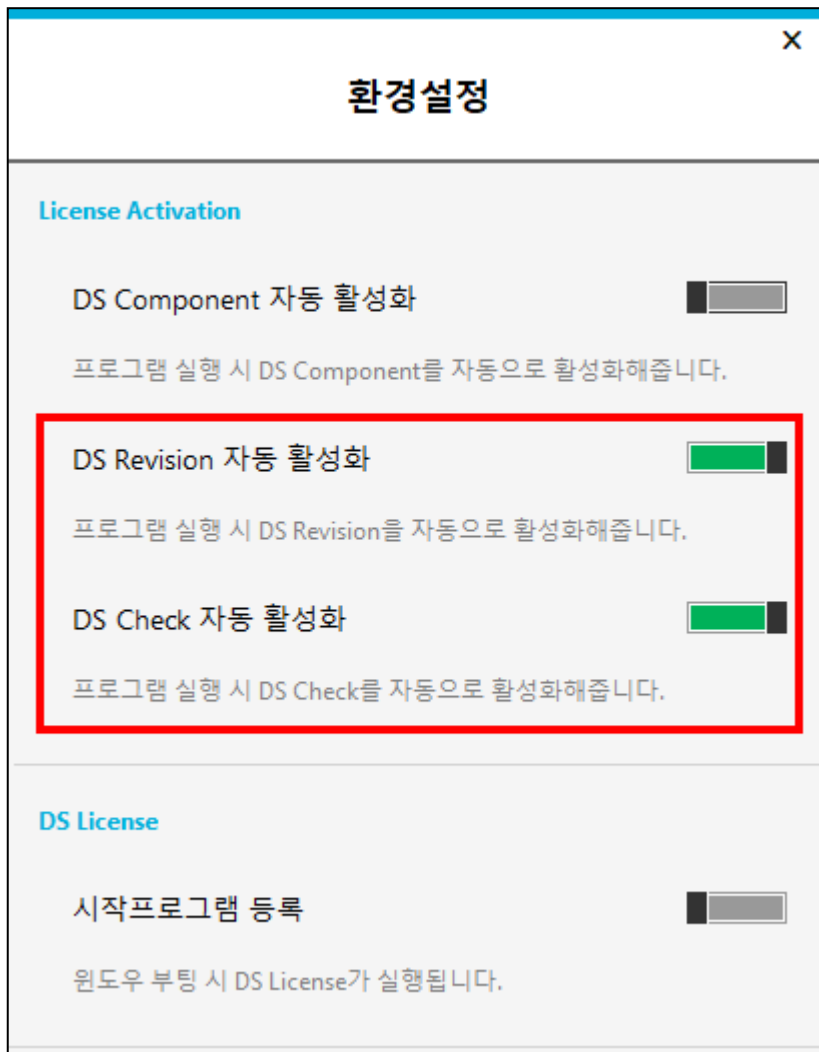 환경설정
License Activation
DS Component 자동 활성화
프로그램 실행 시 DS Component를 자동으로 활성화해줍니다.
DS Revision 자동 활성화
프로그램 실행 시 DS Revision을 자동으로 활성화해줍니다.
DS Check 자동 활성화
프로그램 실행 시 DS Check를 자동으로 활성화해줍니다.
DS License
시작프로그램 등록
윈도우 부팅 시 DS License가 실행됩니다.